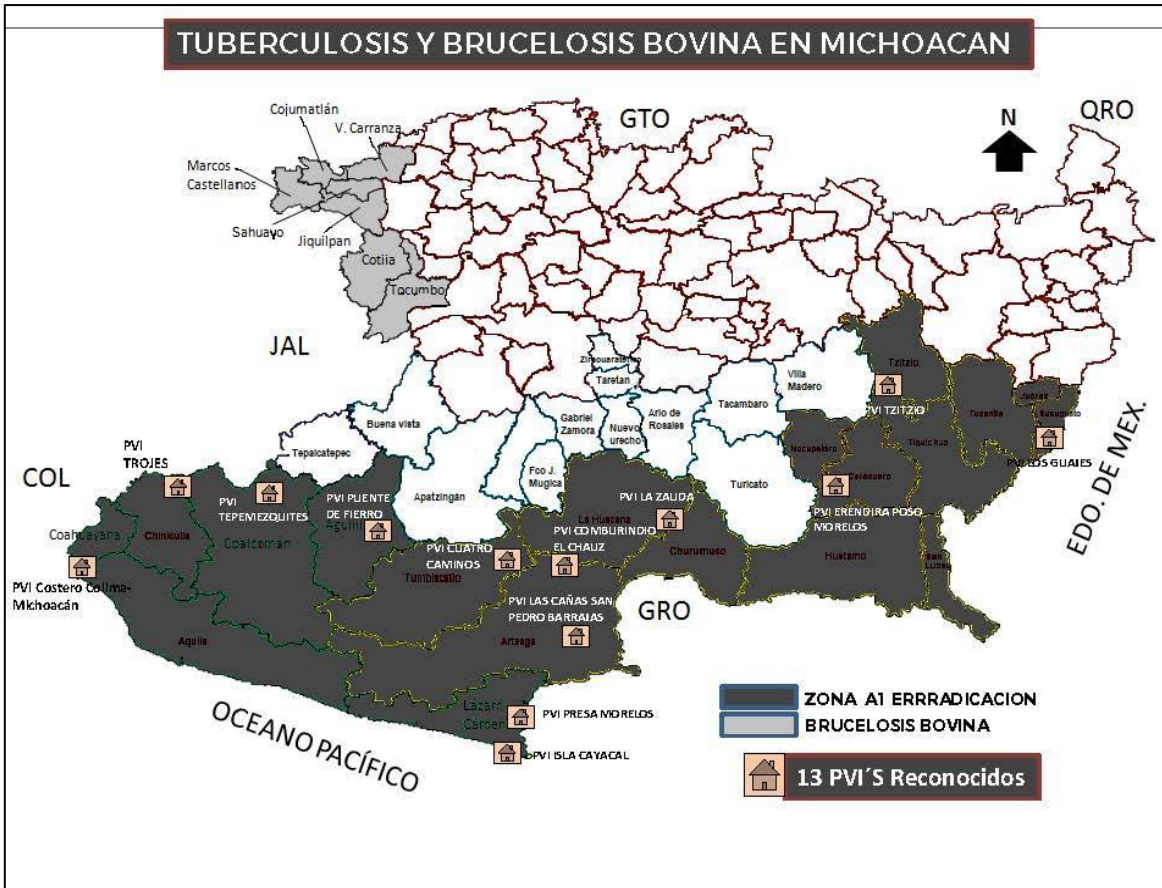 TUBERCULOSIS Y BRUCELOSIS BOVINA EN MICHOACAN
Cojumatlán
V. Carranza
GTO
N
QRO
Marcos
Castellanos
Sahuayo
Jiquilpan
Cotija
Tocumbo
JAL
Taretan
Villa
Madero
Tzitzio
PVI TZITZIO
Buena vista
Gabriel
Zamora
Nuevo
urecho
Ario de
Rosales
Tacambaro
Tuzantla
Juarez
Susupuato
PVI LOS GUAJES
EDO. DE MEX.
Tepalcatepec
Fco J.
Mugica
Apatzingán
Turicato
Nocupetaro
Tiquicheo
Caracuaro
PVI ERENDIRA POSO
MORELOS
COL
PVI
TROJES
PVI
TEPEMEZQUITES
PVI PUENTE
DE FIERRO
Aguililla
PVI LA ZAUDA
La Huacana
PVI COMBURINDIO
EL CHAUZ
PVI CUATRO
CAMINOS
Coahuayana
Chinicuila
Coalcoman
Tumbiscatio
Churumuco
Huetamo
San
Lucas
PVI Costero Colima-
Michoacán
PVI LAS CAÑAS SAN
PEDRO BARRAJAS
GRO
Aquila
Arteaga
OCEANO PACÍFICO
Lázaro
PVI PRESA MORELOS
PVI ISLA CAYACAL
ZONA A1 ERRRADICACION
BRUCELOSIS BOVINA
13 PVI´S Reconocidos